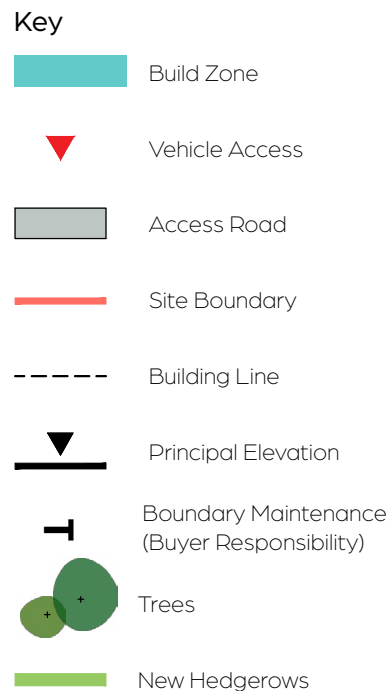 Key
Build Zone
Vehicle Access
Access Road
Site Boundary
Building Line
Principal Elevation
Boundary Maintenance
(Buyer Responsibility)
Trees
New Hedgerows